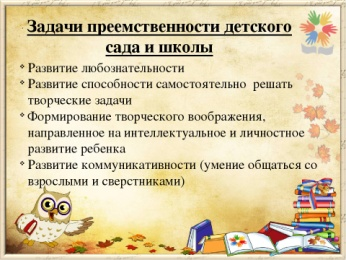 Задачи преемственности детского
сада и школы
Развитие любознательности
Развитие способности самостоятельно решать
творческие задачи
Формирование творческого воображения,
направленное на интеллектуальное и личностное
развитие ребенка
Развитие коммуникативности (умение общаться со
взрослыми и сверстниками)